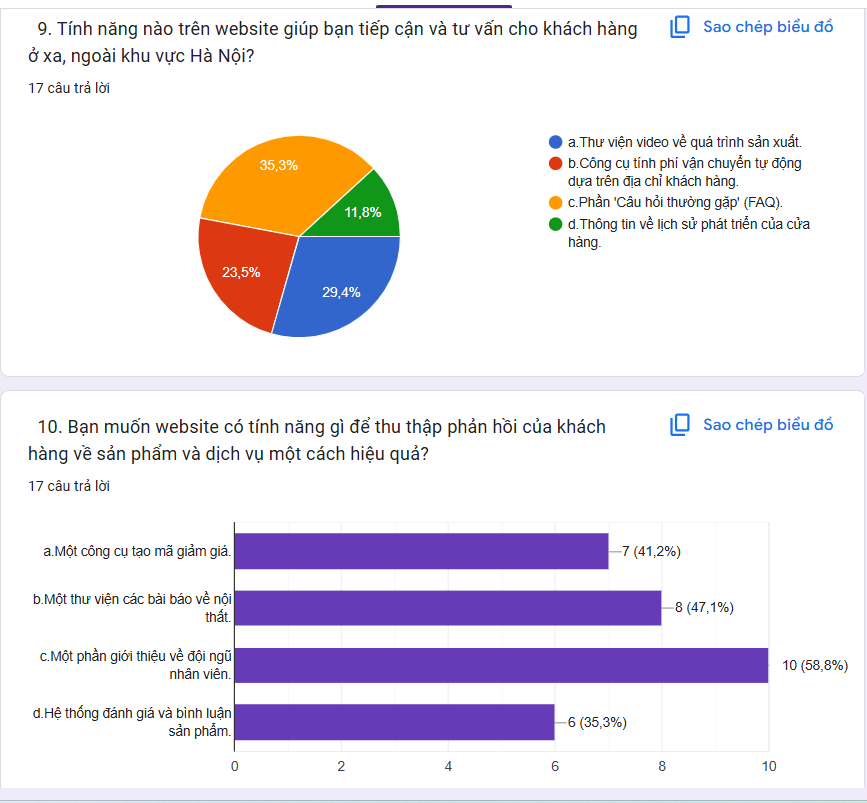 9. Tính năng nào trên website giúp bạn tiếp cận và tư vấn cho khách hàng
ở xa, ngoài khu vực Hà Nội?
Sao chép biểu đồ
17 câu trả lời
35,3%
11,8%
23,5%
29,4%
a.Thư viện video về quá trình sản xuất.
b.Công cụ tính phí vận chuyển tự động
dựa trên địa chỉ khách hàng.
c.Phần 'Câu hỏi thường gặp' (FAQ).
d.Thông tin về lịch sử phát triển của cửa
hàng.
10. Bạn muốn website có tính năng gì để thu thập phản hồi của khách
hàng về sản phẩm và dịch vụ một cách hiệu quả?
Sao chép biểu đồ
17 câu trả lời
a.Một công cụ tạo mã giảm giá.
7 (41,2%)
b.Một thư viện các bài báo về nội
thất.
8 (47,1%)
c.Một phần giới thiệu về đội ngũ
nhân viên.
10 (58,8%)
d.Hệ thống đánh giá và bình luận
sản phẩm.
6 (35,3%)
0 2 4 6 8 10